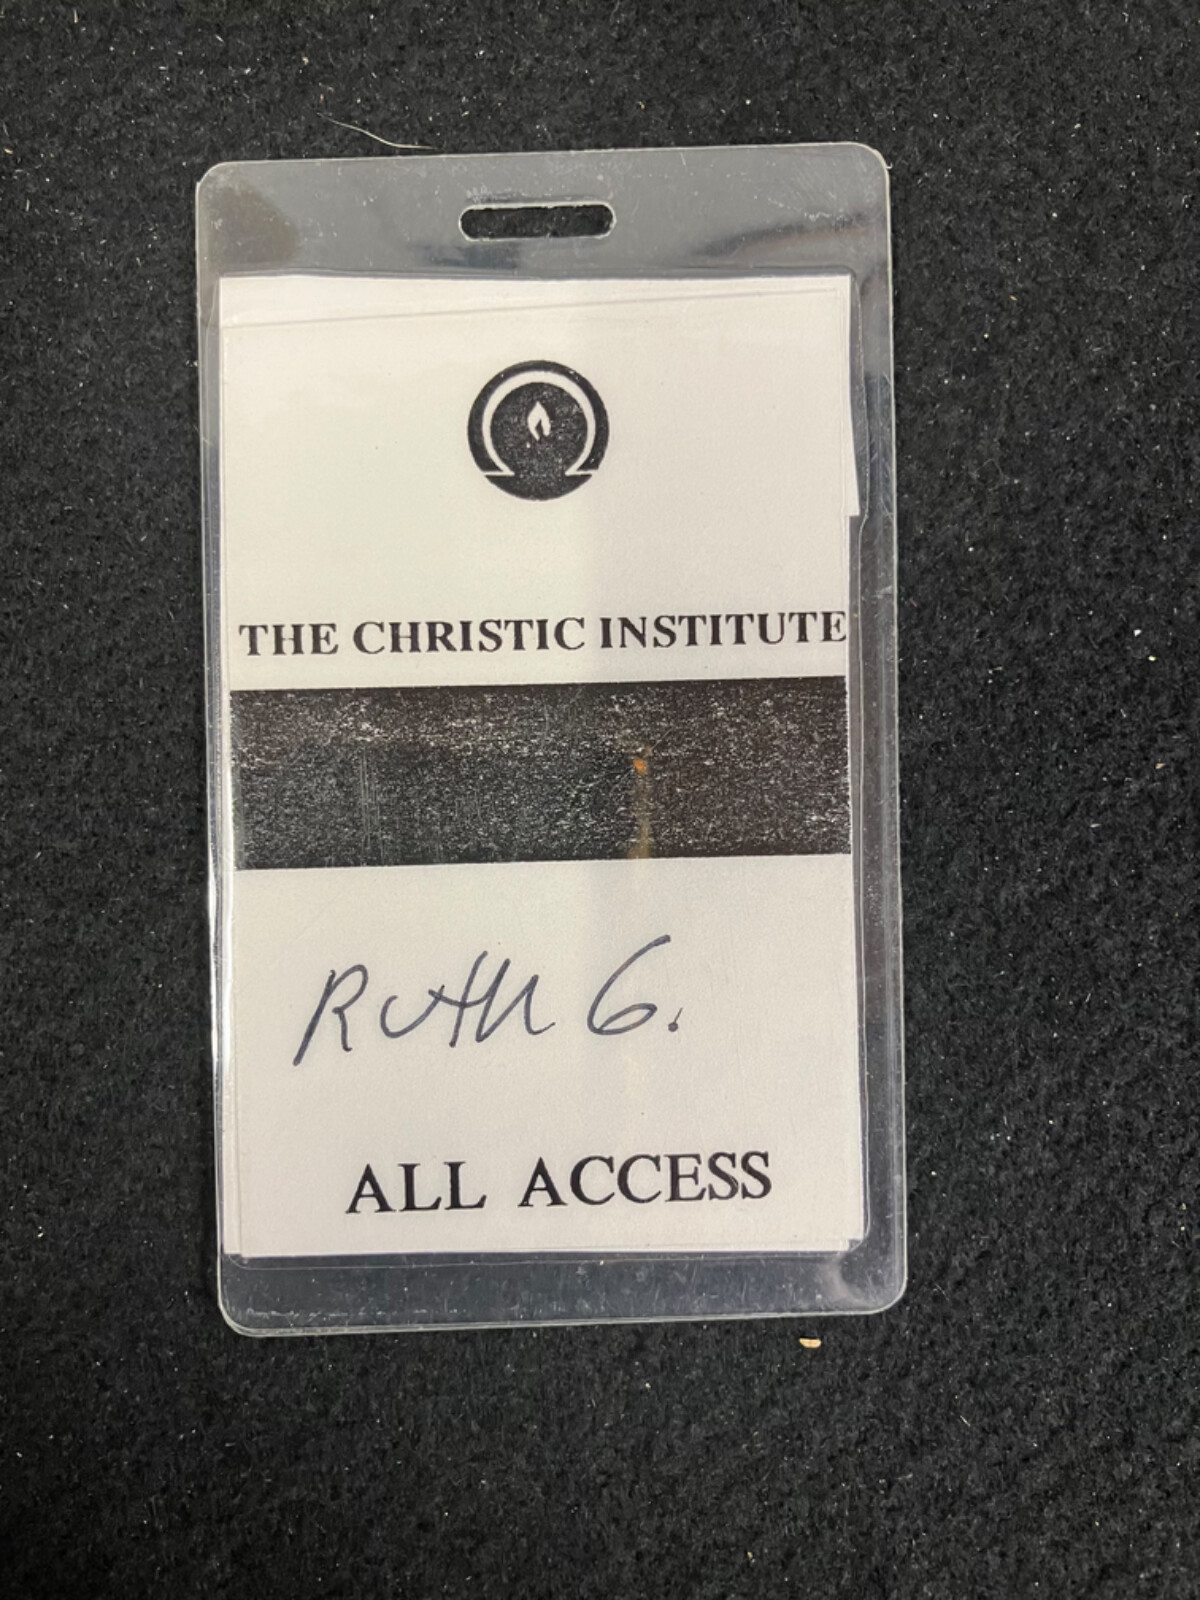 THE CHRISTIC INSTITUTE
Ruth G.
ALL ACCESS